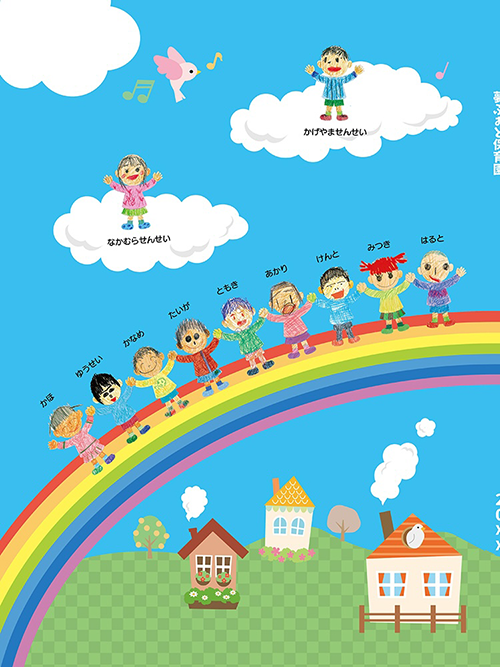 かげやませんせい
なかむらせんせい
はると
みつき
けんと
あかり
ともき
たいが
かなめ
ゆうせい
かほ